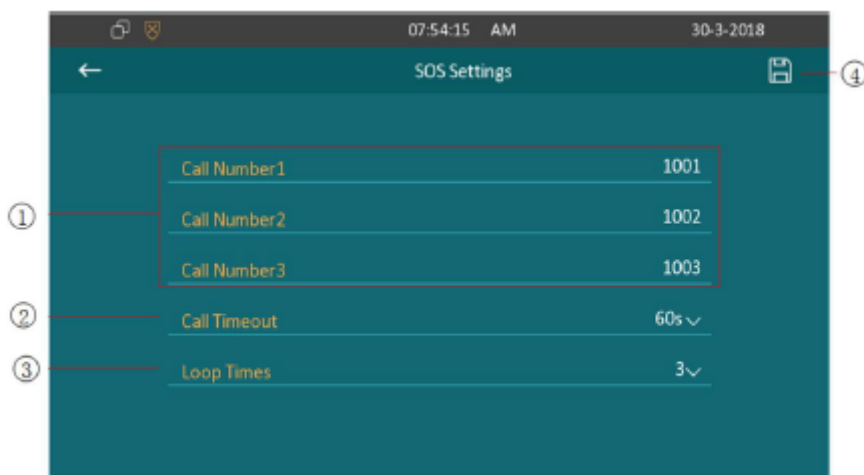 07:54:15 AM 30-3-2018
SOS Settings
④
Call Number1 1001
① Call Number2 1002
Call Number3 1003
② Call Timeout 60s
③ Loop Times 3